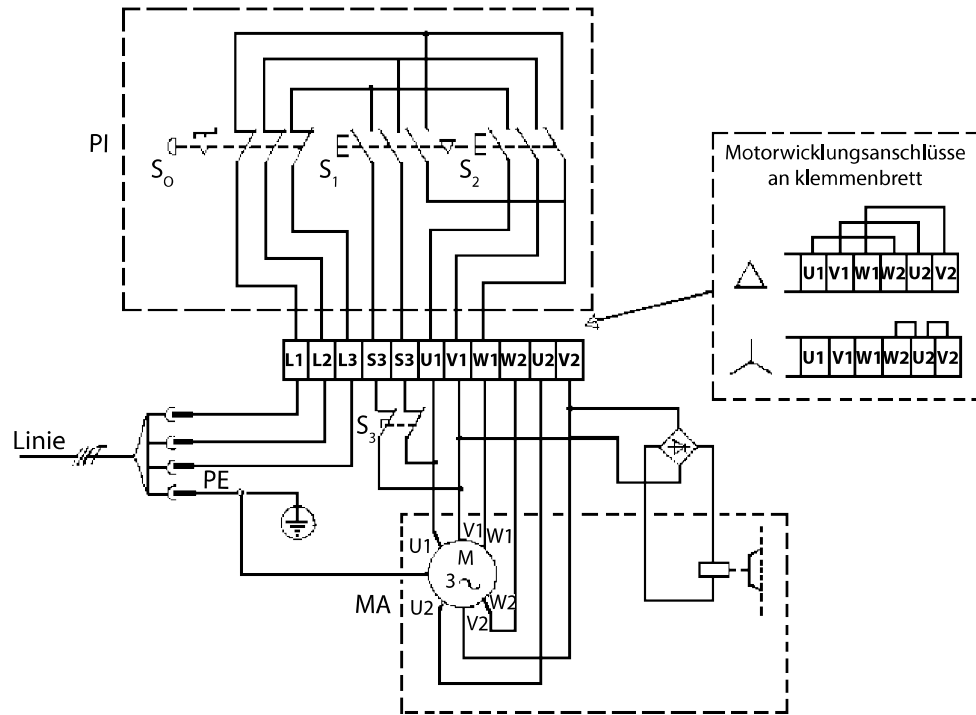 PI
S0
S1
S2
Motorwicklungsanschlüsse
an klemmenbrett
U1 V1 W1 W2 U2 V2
U1 V1 W1 W2 U2 V2
L1 L2 L3 S3 S3 U1 V1 W1 W2 U2 V2
S3
Linie
PE
U1 V1 W1
M
3
MA
U2 V2 W2